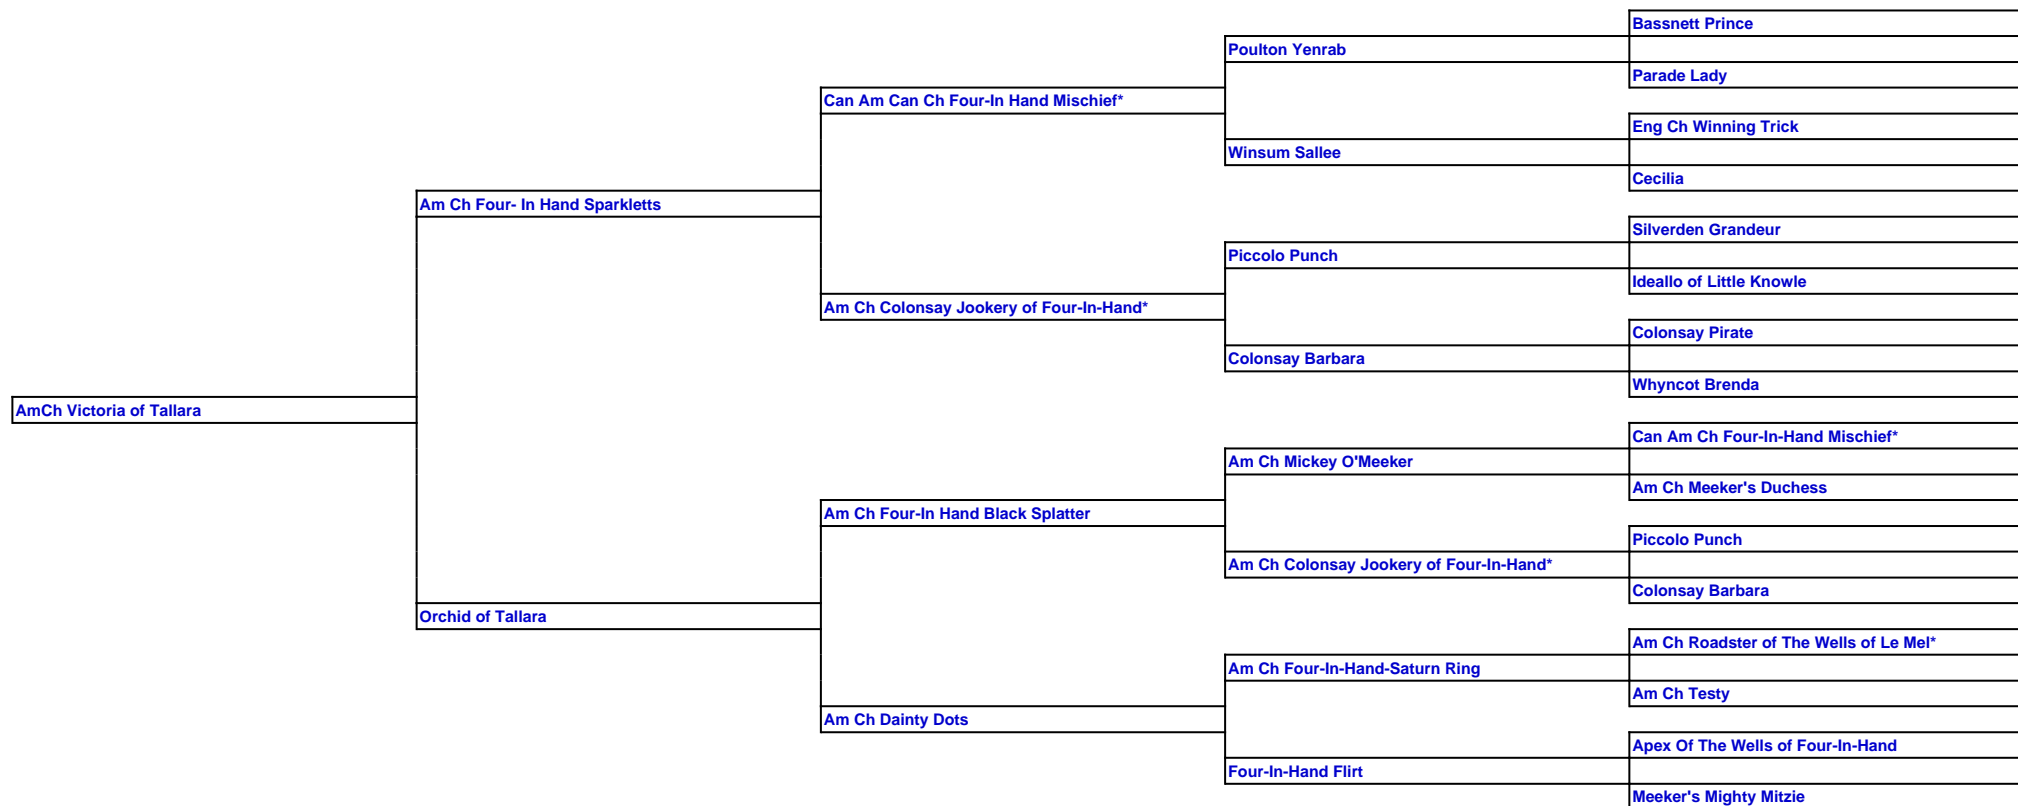 Bassnett Prince
Poulton Yenrab
Parade Lady
Can Am Can Ch Four-In Hand Mischief*
Eng Ch Winning Trick
Winsum Sallee
Cecilia
Am Ch Four- In Hand Sparkletts
Silverden Grandeur
Piccolo Punch
Ideallo of Little Knowle
Am Ch Colonsay Jookery of Four-In-Hand*
Colonsay Pirate
Colonsay Barbara
Whyncot Brenda
AmCh Victoria of Tallara
Can Am Ch Four-In-Hand Mischief*
Am Ch Mickey O'Meeker
Am Ch Meeker's Duchess
Am Ch Four-In Hand Black Splatter
Piccolo Punch
Am Ch Colonsay Jookery of Four-In-Hand*
Colonsay Barbara
Orchid of Tallara
Am Ch Roadster of The Wells of Le Mel*
Am Ch Four-In-Hand-Saturn Ring
Am Ch Testy
Am Ch Dainty Dots
Apex Of The Wells of Four-In-Hand
Four-In-Hand Flirt
Meeker's Mighty Mitzie